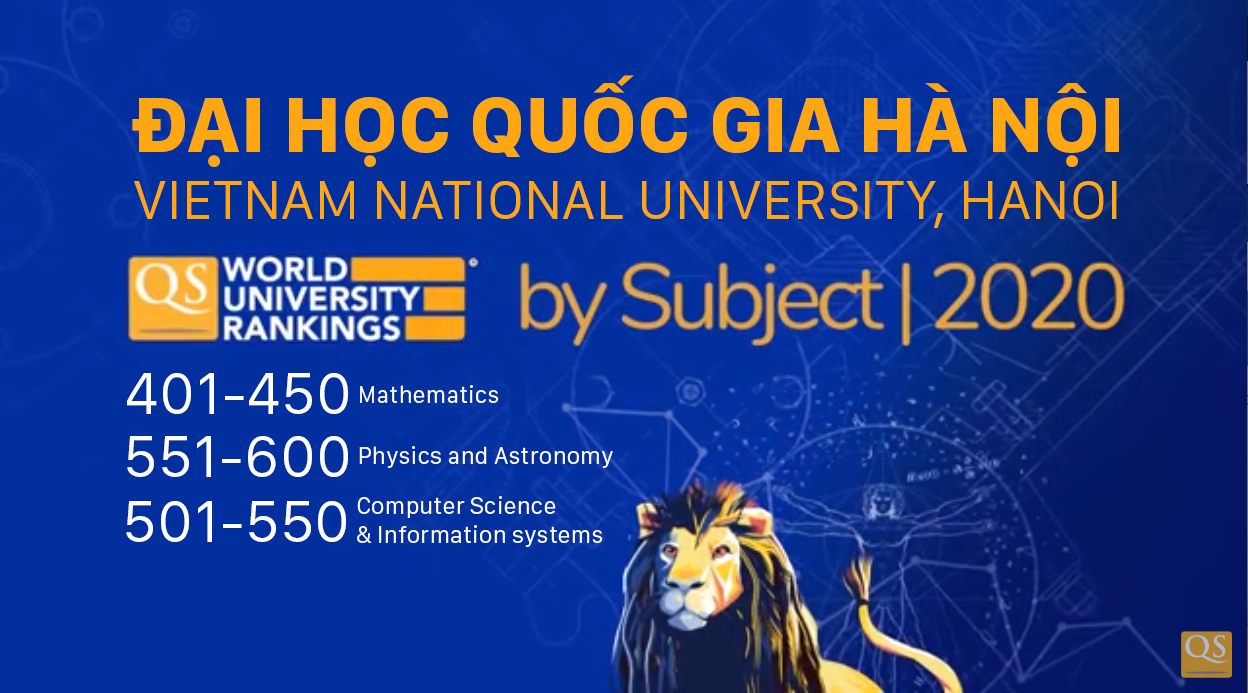 ĐẠI HỌC QUỐC GIA HÀ NỘI
VIETNAM NATIONAL UNIVERSITY, HANOI
QS WORLD UNIVERSITY RANKINGS
by Subject | 2020
401-450 Mathematics
551-600 Physics and Astronomy
501-550 Computer Science
& Information systems
QS